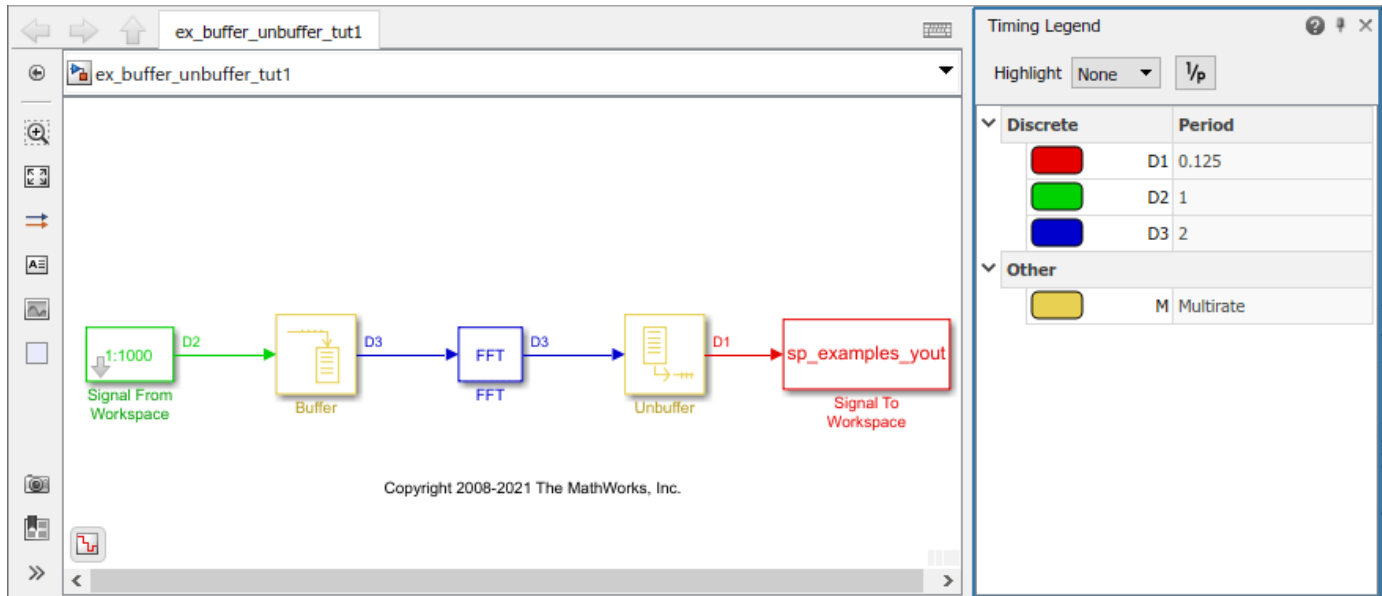 ex_buffer_unbuffer_tut1
ex_buffer_unbuffer_tut1
1:1000
D2
D3
FFT
D3
D1
sp_examples_yout
Signal From
Workspace
Buffer
FFT
Unbuffer
Signal To
Workspace
Copyright 2008-2021 The MathWorks, Inc.
Timing Legend
Highlight None 1/P
Discrete Period
D1 0.125
D2 1
D3 2
Other
M Multirate